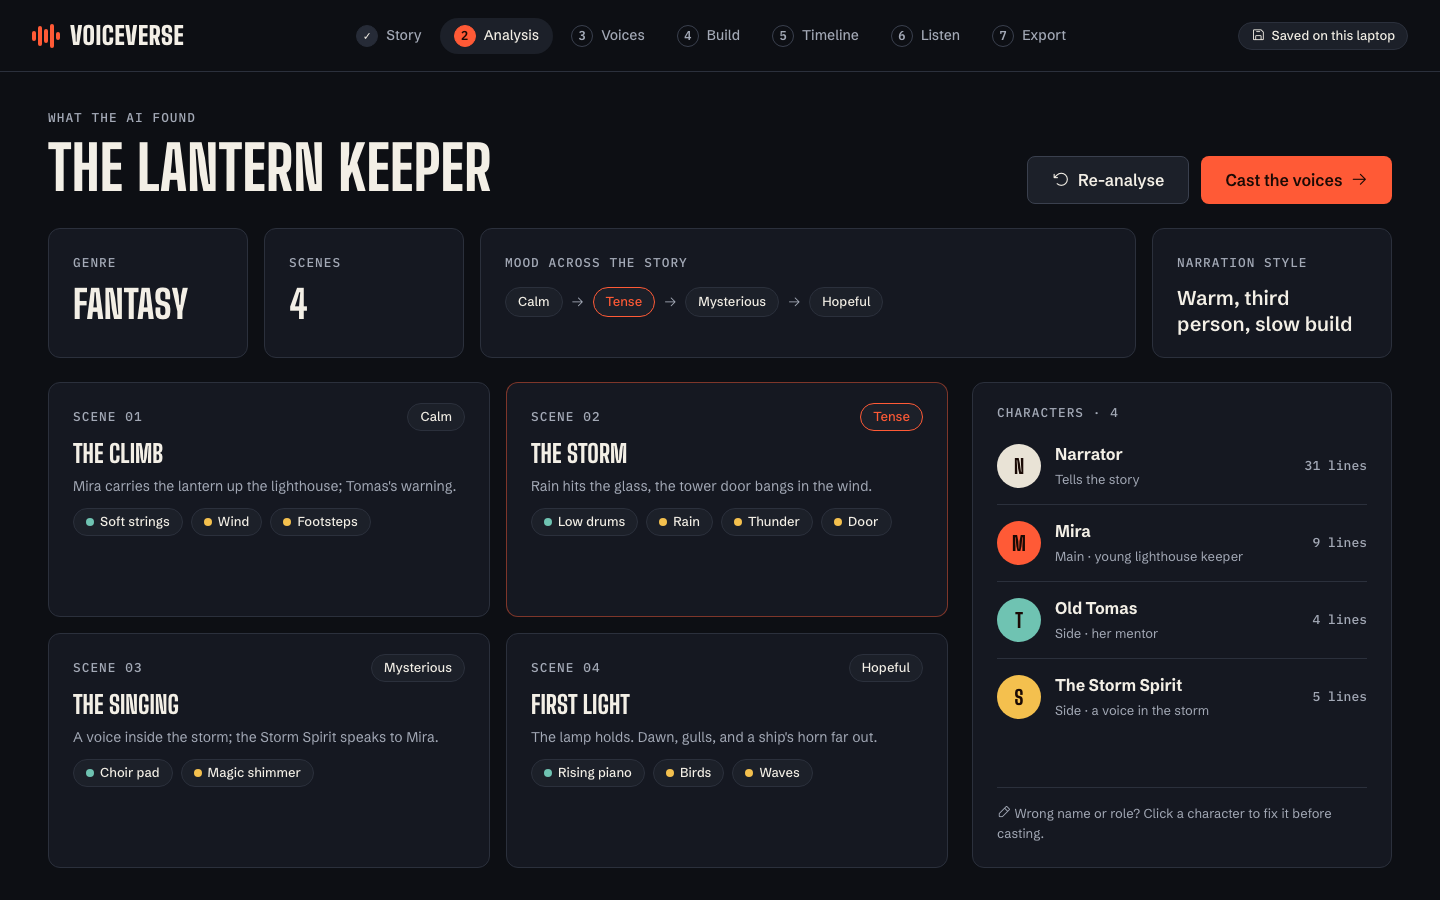 VOICEVERSE
✓ Story
2 Analysis
3 Voices
4 Build
5 Timeline
6 Listen
7 Export
Saved on this laptop
WHAT THE AI FOUND
THE LANTERN KEEPER
Re-analyse
Cast the voices →
GENRE
FANTASY
SCENES
4
MOOD ACROSS THE STORY
Calm → Tense → Mysterious → Hopeful
NARRATION STYLE
Warm, third
person, slow build
SCENE 01
Calm
THE CLIMB
Mira carries the lantern up the lighthouse; Tomas's warning.
Soft strings
Wind
Footsteps
SCENE 02
Tense
THE STORM
Rain hits the glass, the tower door bangs in the wind.
Low drums
Rain
Thunder
Door
SCENE 03
Mysterious
THE SINGING
A voice inside the storm; the Storm Spirit speaks to Mira.
Choir pad
Magic shimmer
SCENE 04
Hopeful
FIRST LIGHT
The lamp holds. Dawn, gulls, and a ship's horn far out.
Rising piano
Birds
Waves
CHARACTERS · 4
N
Narrator
Tells the story
31 lines
M
Mira
Main · young lighthouse keeper
9 lines
T
Old Tomas
Side · her mentor
4 lines
S
The Storm Spirit
Side · a voice in the storm
5 lines
Wrong name or role? Click a character to fix it before
casting.